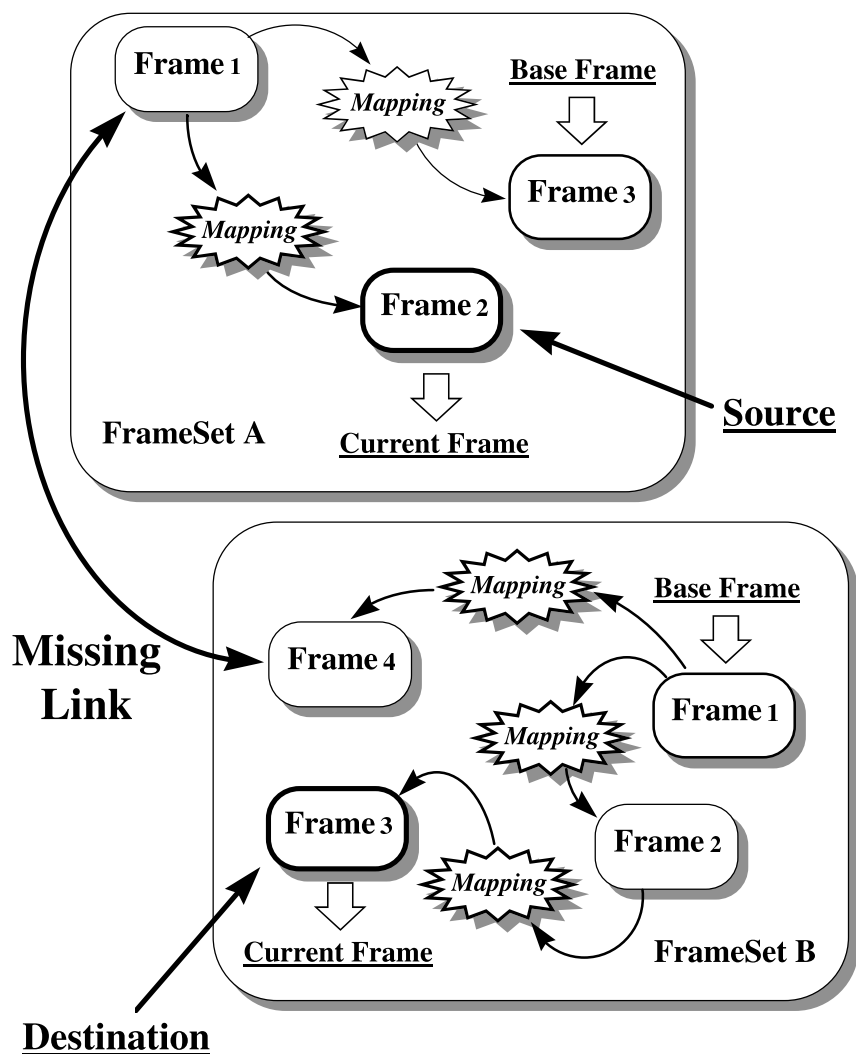 Frame 1
Mapping
Base Frame
Frame 3
Mapping
Frame 2
Source
FrameSet A
Current Frame
Mapping
Base Frame
Missing
Link
Frame 4
Frame 1
Mapping
Frame 3
Frame 2
Mapping
Current Frame
FrameSet B
Destination